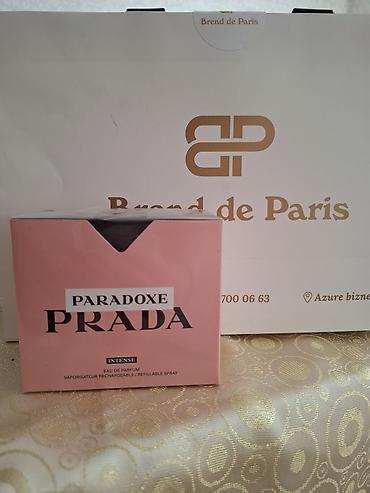 Brend de Paris
BP
Brend de Paris
700 06 63
Azure bizne
PARADOXE
PRADA
INTENSE
EAU DE PARFUM
VAPORISATEUR RECHARGEABLE / REFILLABLE SPRAY